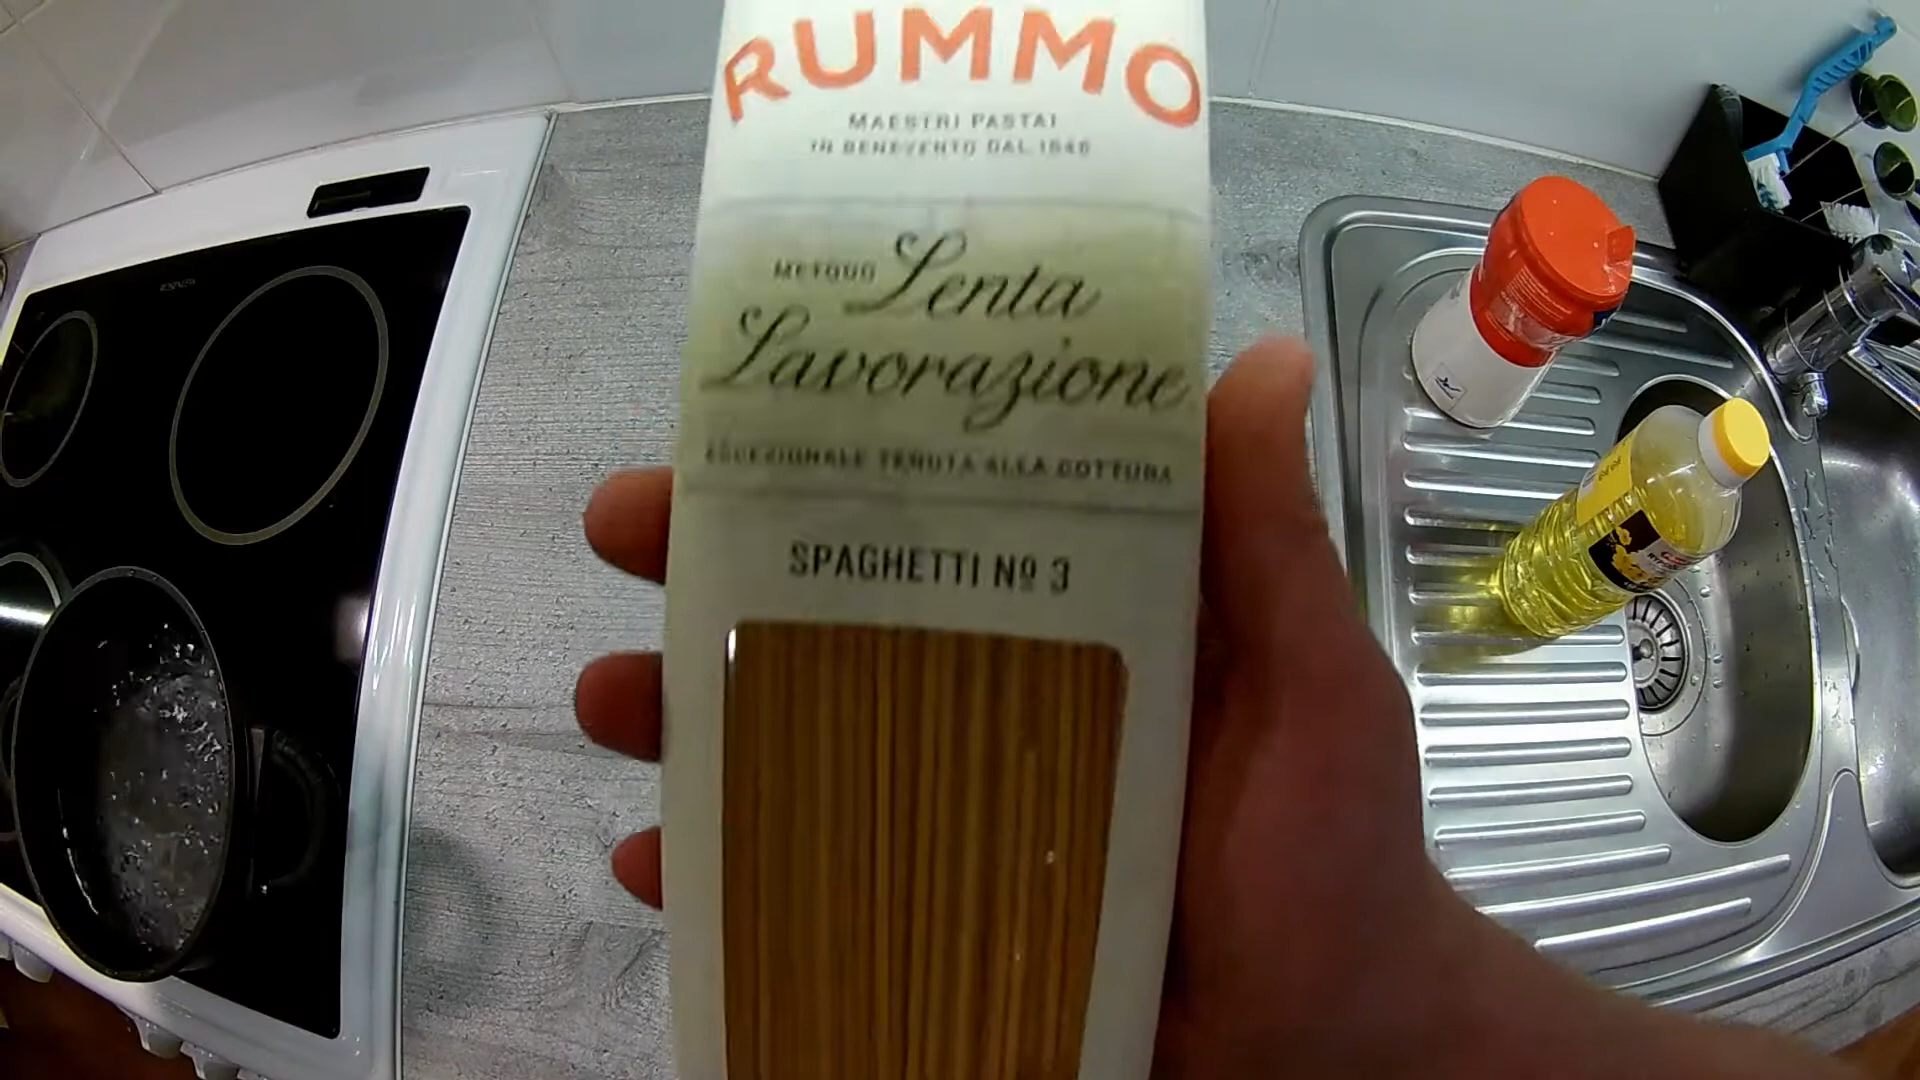 RUMMO
MAESTRI PASTAI
IN BENEVENTO DAL 1846
METODO Lenta
Lavorazione
ECCEZIONALE TENUTA ALLA COTTURA
SPAGHETTI Nº 3